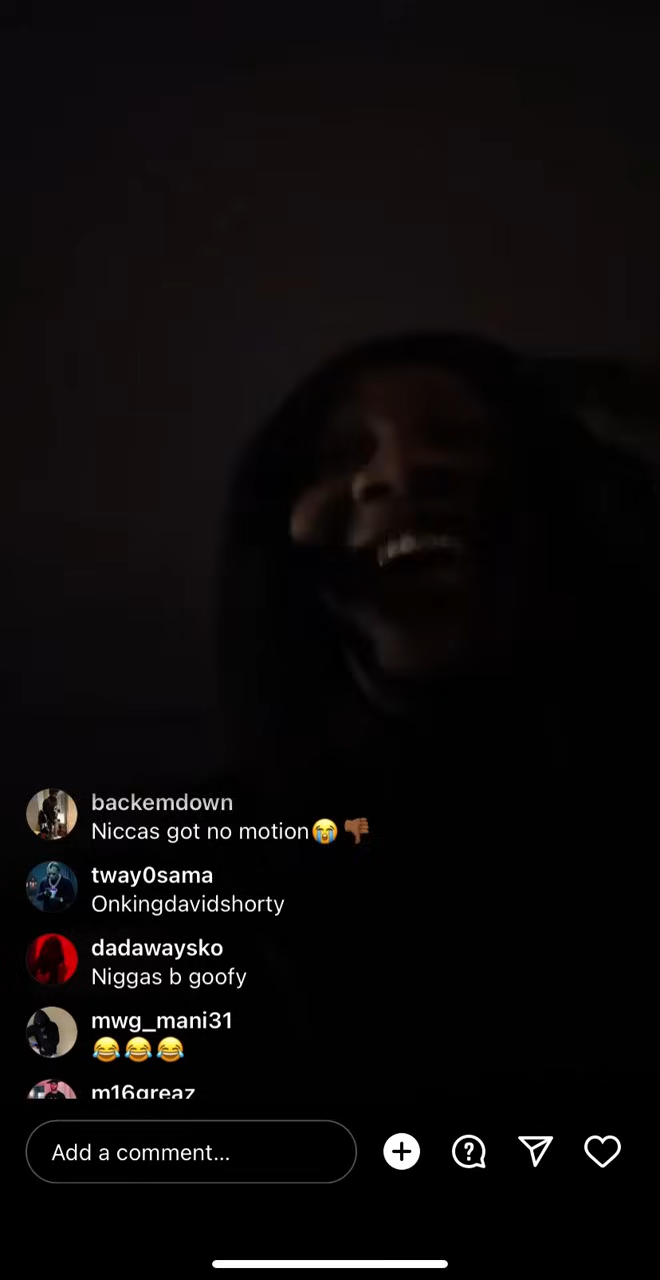 backemdown
Niccas got no motion😭👎🏾
tway0sama
Onkingdavidshorty
dadawaysko
Niggas b goofy
mwg_mani31
😂😂😂
m16greaz
Add a comment...